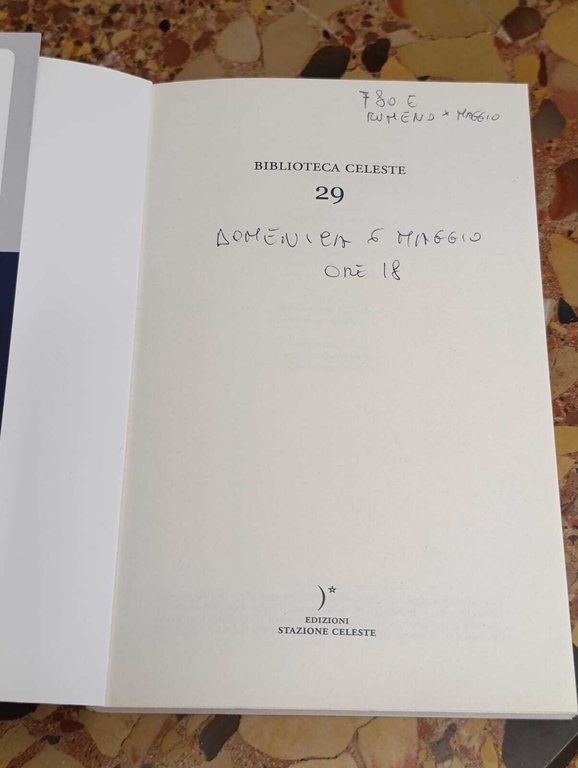 780 E
RUMENO x MAGGIO
BIBLIOTECA CELESTE
29
DOMENICA 6 MAGGIO
ORE 18
EDIZIONI
STAZIONE CELESTE